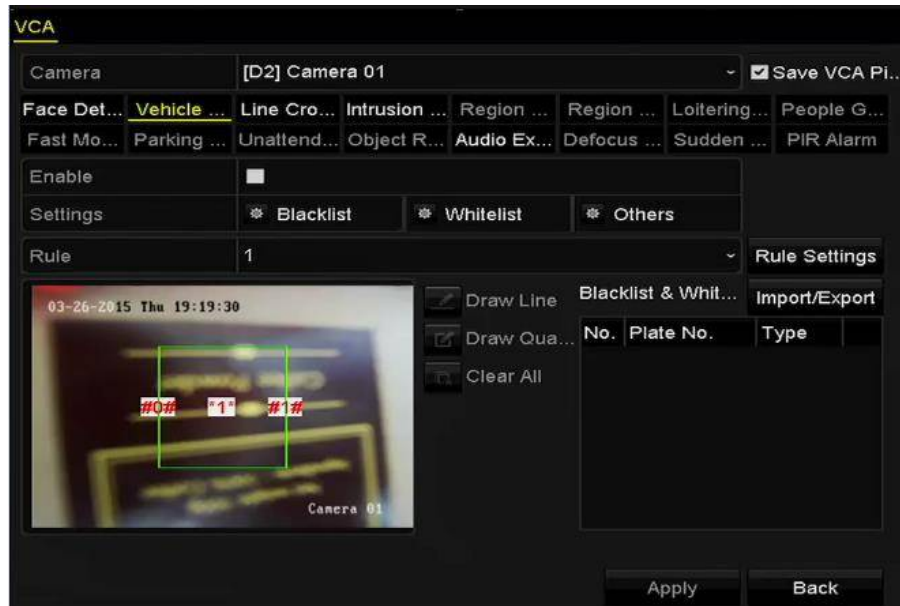 VCA
Camera [D2] Camera 01 Save VCA Pi..
Face Det... Vehicle ... Line Cro... Intrusion ... Region ... Region ... Loitering... People G...
Fast Mo... Parking ... Unattend... Object R... Audio Ex... Defocus ... Sudden ... PIR Alarm
Enable
Settings Blacklist Whitelist Others
Rule 1 Rule Settings
03-26-2015 Thu 19:19:30
#0# *1* #1#
Camera 01
Draw Line
Draw Qua...
Clear All
Blacklist & Whit... Import/Export
No. Plate No. Type
Apply Back